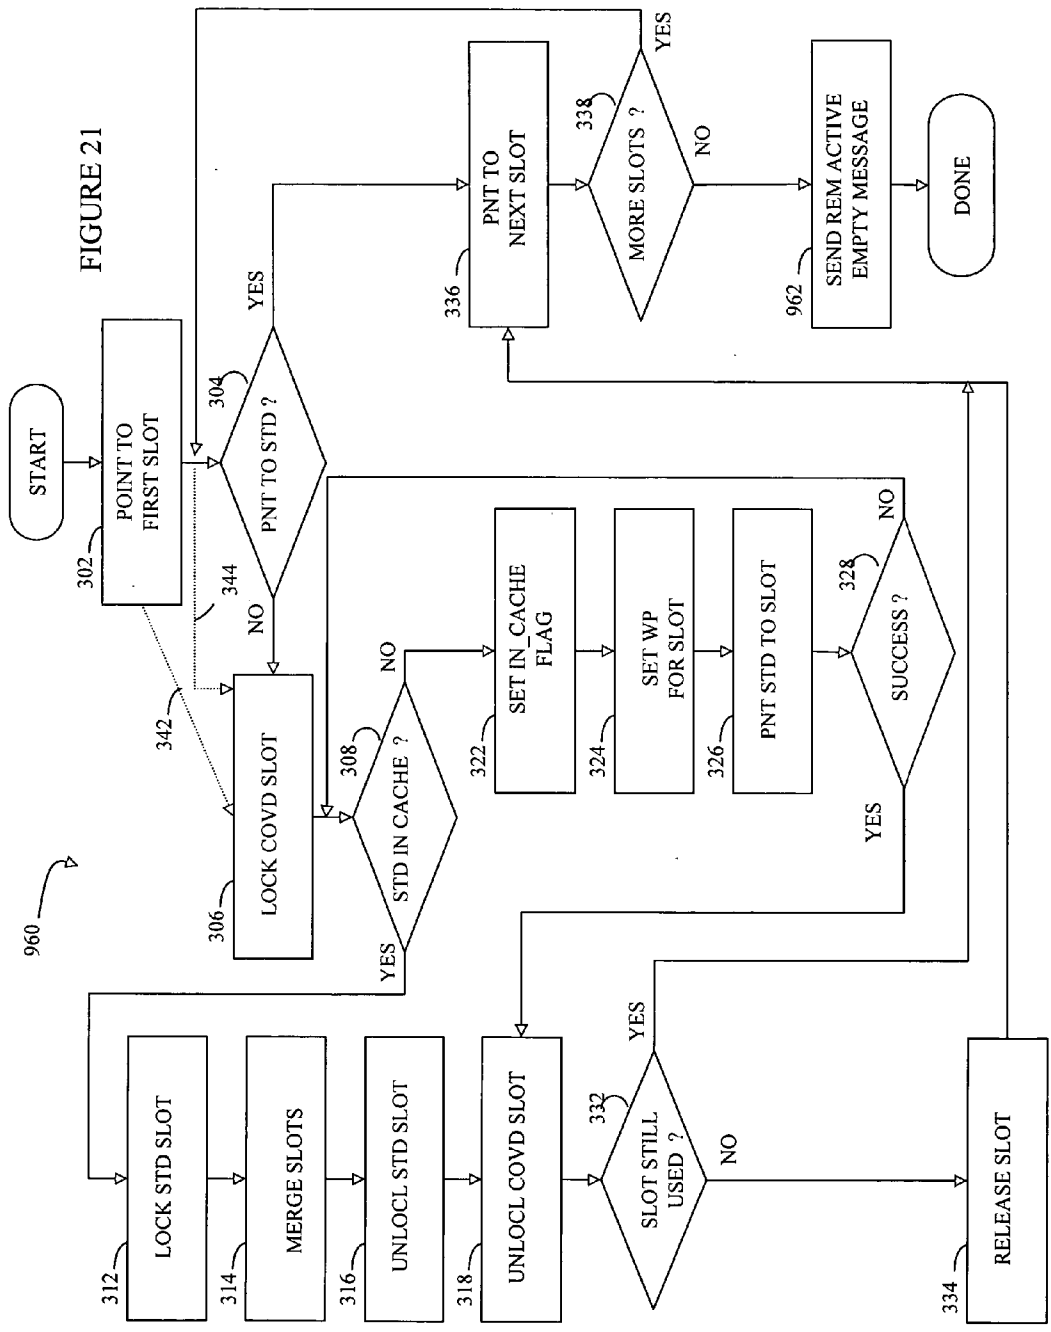 FIGURE 21
960
START
302
POINT TO
FIRST SLOT
342
344
304
PNT TO STD ?
YES
NO
306
LOCK COVD SLOT
308
STD IN CACHE ?
YES
NO
312
LOCK STD SLOT
314
MERGE SLOTS
316
UNLOCL STD SLOT
318
UNLOCL COVD SLOT
322
SET IN_CACHE
FLAG
324
SET WP
FOR SLOT
326
PNT STD TO SLOT
328
SUCCESS ?
YES
NO
332
SLOT STILL
USED ?
YES
NO
334
RELEASE SLOT
336
PNT TO
NEXT SLOT
338
MORE SLOTS ?
YES
NO
962
SEND REM ACTIVE
EMPTY MESSAGE
DONE